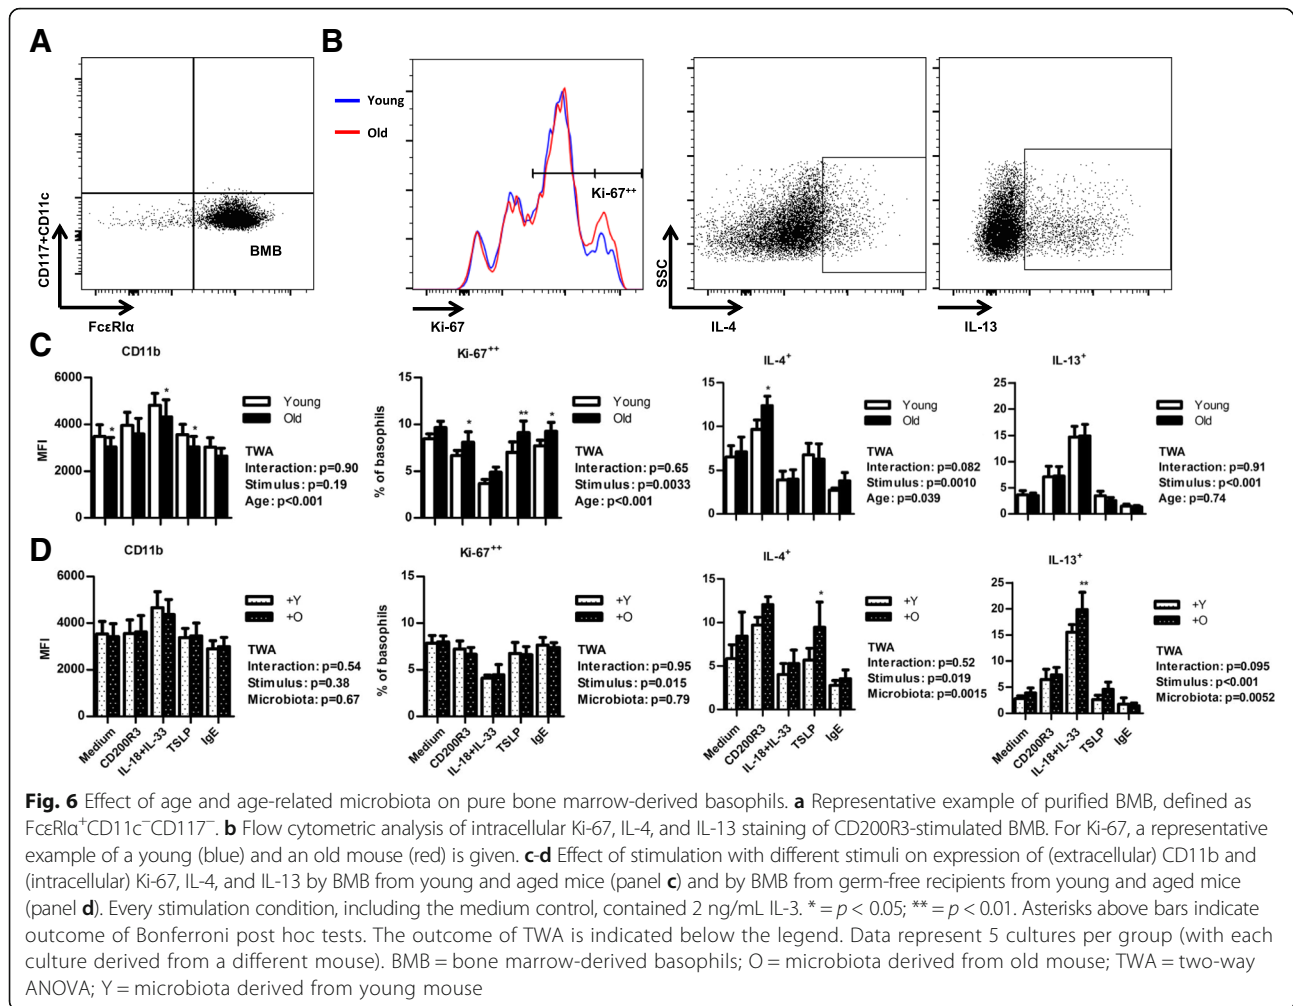 A
B
CD117+CD11c
BMB
FcεRIα
Young
Old
Ki-67++
Ki-67
SSC
IL-4
IL-13
C
CD11b
6000
4000
2000
0
MFI
Young
Old
TWA
Interaction: p=0.90
Stimulus: p=0.19
Age: p<0.001
Ki-67++
15
10
5
0
% of basophils
Young
Old
TWA
Interaction: p=0.65
Stimulus: p=0.0033
Age: p<0.001
IL-4+
15
10
5
0
Young
Old
TWA
Interaction: p=0.082
Stimulus: p=0.0010
Age: p=0.039
IL-13+
25
20
15
10
5
0
Young
Old
TWA
Interaction: p=0.91
Stimulus: p<0.001
Age: p=0.74
D
CD11b
6000
4000
2000
0
MFI
+Y
+O
TWA
Interaction: p=0.54
Stimulus: p=0.38
Microbiota: p=0.67
Medium
CD200R3
IL-18+IL-33
TSLP
IgE
Ki-67++
15
10
5
0
% of basophils
+Y
+O
TWA
Interaction: p=0.95
Stimulus: p=0.015
Microbiota: p=0.79
Medium
CD200R3
IL-18+IL-33
TSLP
IgE
IL-4+
15
10
5
0
+Y
+O
TWA
Interaction: p=0.52
Stimulus: p=0.019
Microbiota: p=0.0015
Medium
CD200R3
IL-18+IL-33
TSLP
IgE
IL-13+
25
20
15
10
5
0
+Y
+O
TWA
Interaction: p=0.095
Stimulus: p<0.001
Microbiota: p=0.0052
Medium
CD200R3
IL-18+IL-33
TSLP
IgE
Fig. 6 Effect of age and age-related microbiota on pure bone marrow-derived basophils. a Representative example of purified BMB, defined as
FcεRIα+CD11c−CD117−. b Flow cytometric analysis of intracellular Ki-67, IL-4, and IL-13 staining of CD200R3-stimulated BMB. For Ki-67, a representative
example of a young (blue) and an old mouse (red) is given. c-d Effect of stimulation with different stimuli on expression of (extracellular) CD11b and
(intracellular) Ki-67, IL-4, and IL-13 by BMB from young and aged mice (panel c) and by BMB from germ-free recipients from young and aged mice
(panel d). Every stimulation condition, including the medium control, contained 2 ng/mL IL-3. * = p < 0.05; ** = p < 0.01. Asterisks above bars indicate
outcome of Bonferroni post hoc tests. The outcome of TWA is indicated below the legend. Data represent 5 cultures per group (with each
culture derived from a different mouse). BMB = bone marrow-derived basophils; O = microbiota derived from old mouse; TWA = two-way
ANOVA; Y = microbiota derived from young mouse